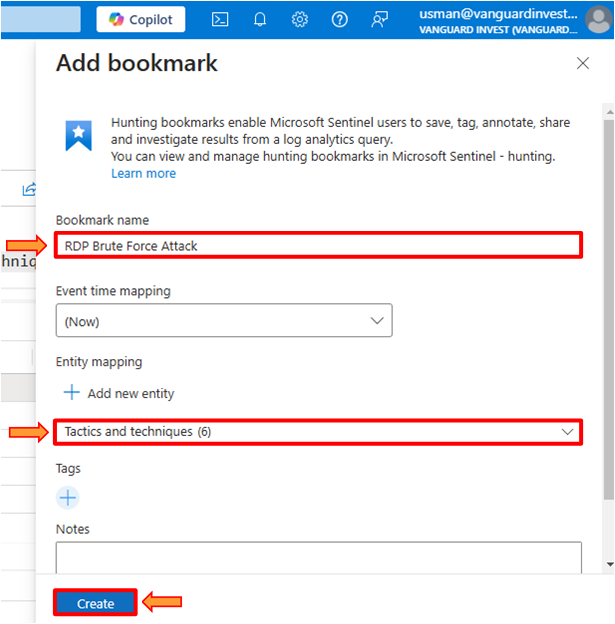 Copilot
usman@vanguardinvest...
VANGUARD INVEST (VANGUARD...
Add bookmark
Hunting bookmarks enable Microsoft Sentinel users to save, tag, annotate, share
and investigate results from a log analytics query.
You can view and manage hunting bookmarks in Microsoft Sentinel - hunting.
Learn more
Bookmark name
RDP Brute Force Attack
hniq
Event time mapping
(Now)
Entity mapping
Add new entity
Tactics and techniques (6)
Tags
Notes
Create